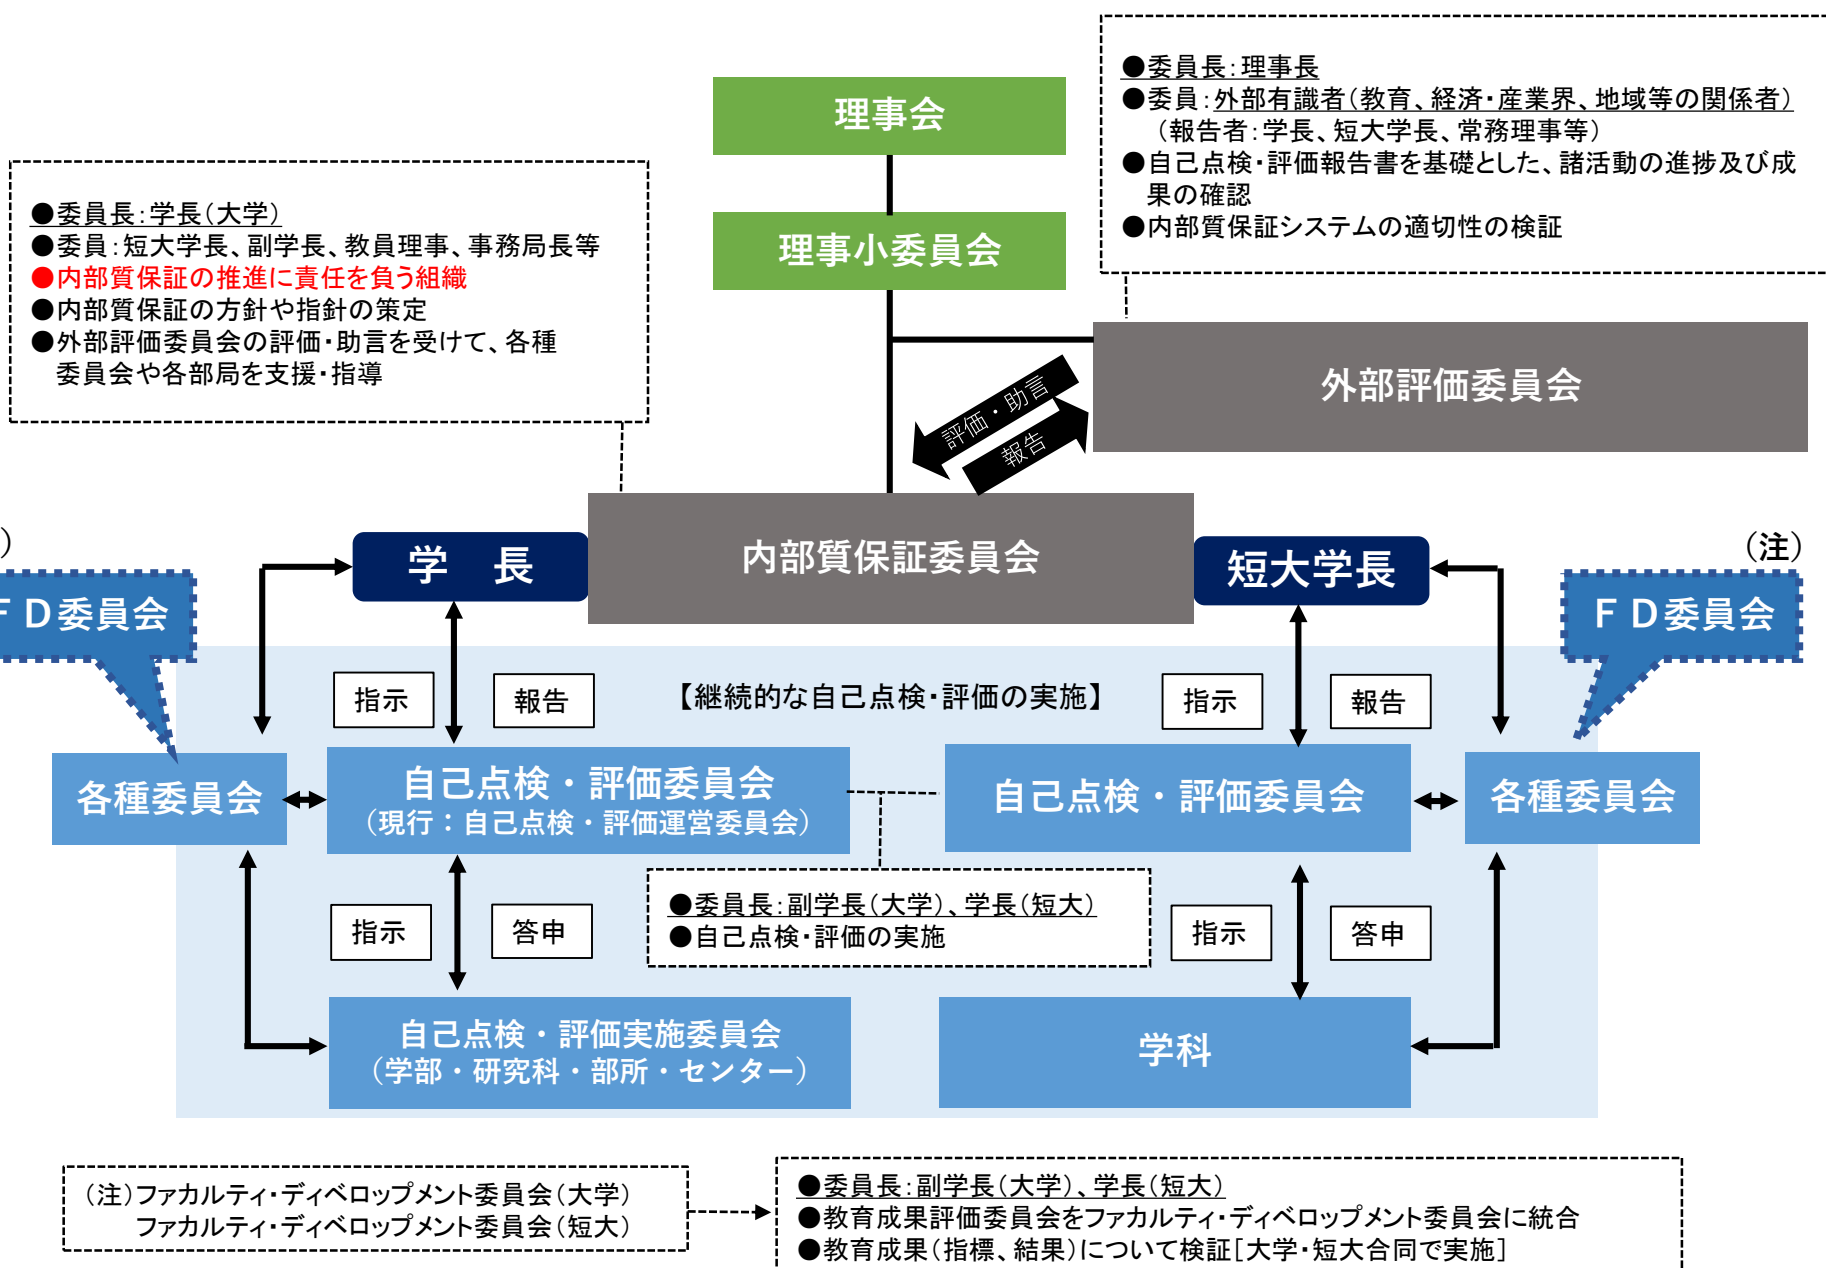 ●委員長：理事長
●委員：外部有識者（教育、経済・産業界、地域等の関係者）
（報告者：学長、短大学長、常務理事等）
●自己点検・評価報告書を基礎とした、諸活動の進捗及び成
果の確認
●内部質保証システムの適切性の検証
理事会
●委員長：学長（大学）
●委員：短大学長、副学長、教員理事、事務局長等
●内部質保証の推進に責任を負う組織
●内部質保証の方針や指針の策定
●外部評価委員会の評価・助言を受けて、各種
委員会や各部局を支援・指導
理事小委員会
外部評価委員会
評価・助言
報告
内部質保証委員会
学　長
短大学長
）
（注）
ＦＤ委員会
ＦＤ委員会
指示
報告
【継続的な自己点検・評価の実施】
指示
報告
各種委員会
自己点検・評価委員会
（現行：自己点検・評価運営委員会）
自己点検・評価委員会
各種委員会
●委員長：副学長（大学）、学長（短大）
●自己点検・評価の実施
指示
答申
指示
答申
自己点検・評価実施委員会
（学部・研究科・部所・センター）
学科
（注）ファカルティ・ディベロップメント委員会（大学）
ファカルティ・ディベロップメント委員会（短大）
●委員長：副学長（大学）、学長（短大）
●教育成果評価委員会をファカルティ・ディベロップメント委員会に統合
●教育成果（指標、結果）について検証［大学・短大合同で実施］